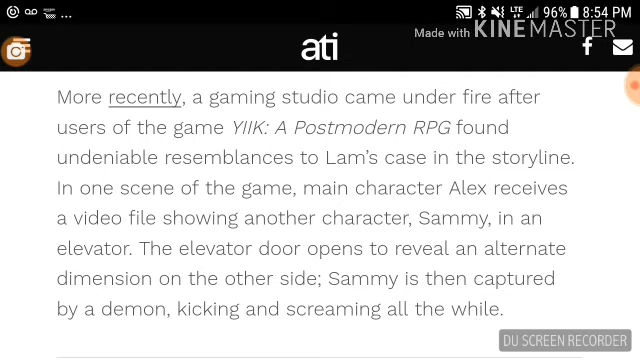 LTE 96% 8:54 PM
Made with KINEMASTER
ati
More recently, a gaming studio came under fire after
users of the game YIIK: A Postmodern RPG found
undeniable resemblances to Lam's case in the storyline.
In one scene of the game, main character Alex receives
a video file showing another character, Sammy, in an
elevator. The elevator door opens to reveal an alternate
dimension on the other side; Sammy is then captured
by a demon, kicking and screaming all the while.
DU SCREEN RECORDER